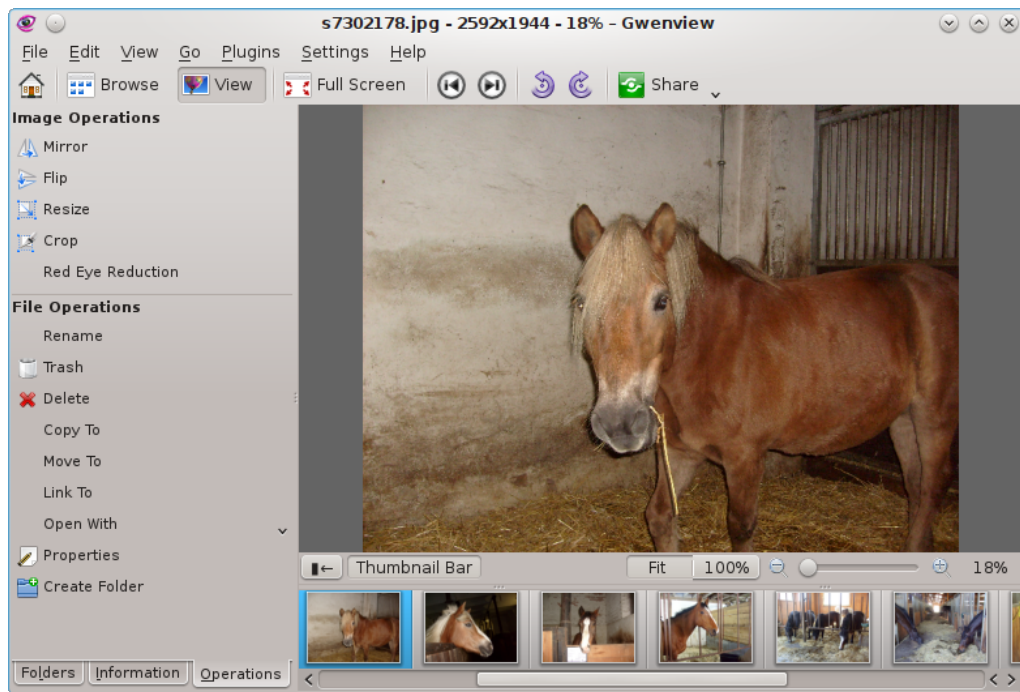 s7302178.jpg - 2592x1944 - 18% – Gwenview
File Edit View Go Plugins Settings Help
Browse View Full Screen Share
Image Operations
Mirror
Flip
Resize
Crop
Red Eye Reduction
File Operations
Rename
Trash
Delete
Copy To
Move To
Link To
Open With
Properties
Create Folder
Thumbnail Bar Fit 100% 18%
Folders Information Operations